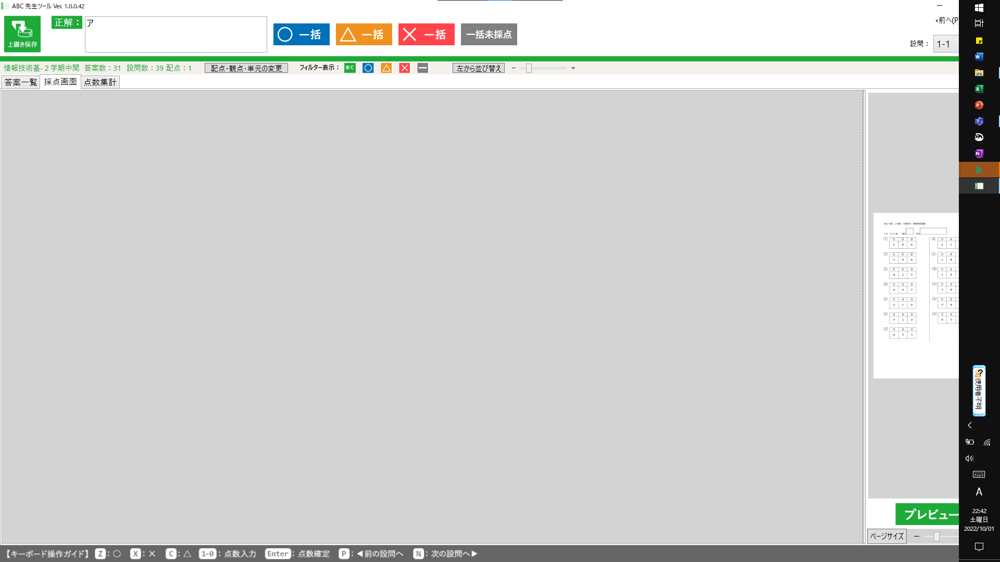 ABC 先生ツール Ver. 1.0.0.42
上書き保存
正解：
ア
一括
一括
一括
一括未採点
‹前へ(P)
設問：
1-1
情報技術基-２学期中間 答案数：31 設問数：39 配点：1
配点・観点・単元の変更
フィルター表示：
全て
左から並び替え
− +
答案一覧
採点画面
点数集計
プレビュー
ページサイズ
−
【キーボード操作ガイド】 Z：○ X：× C：△ 1-0：点数入力 Enter：点数確定 P：◀前の設問へ N：次の設問へ▶
使用者不明
A
22:42
土曜日
2022/10/01